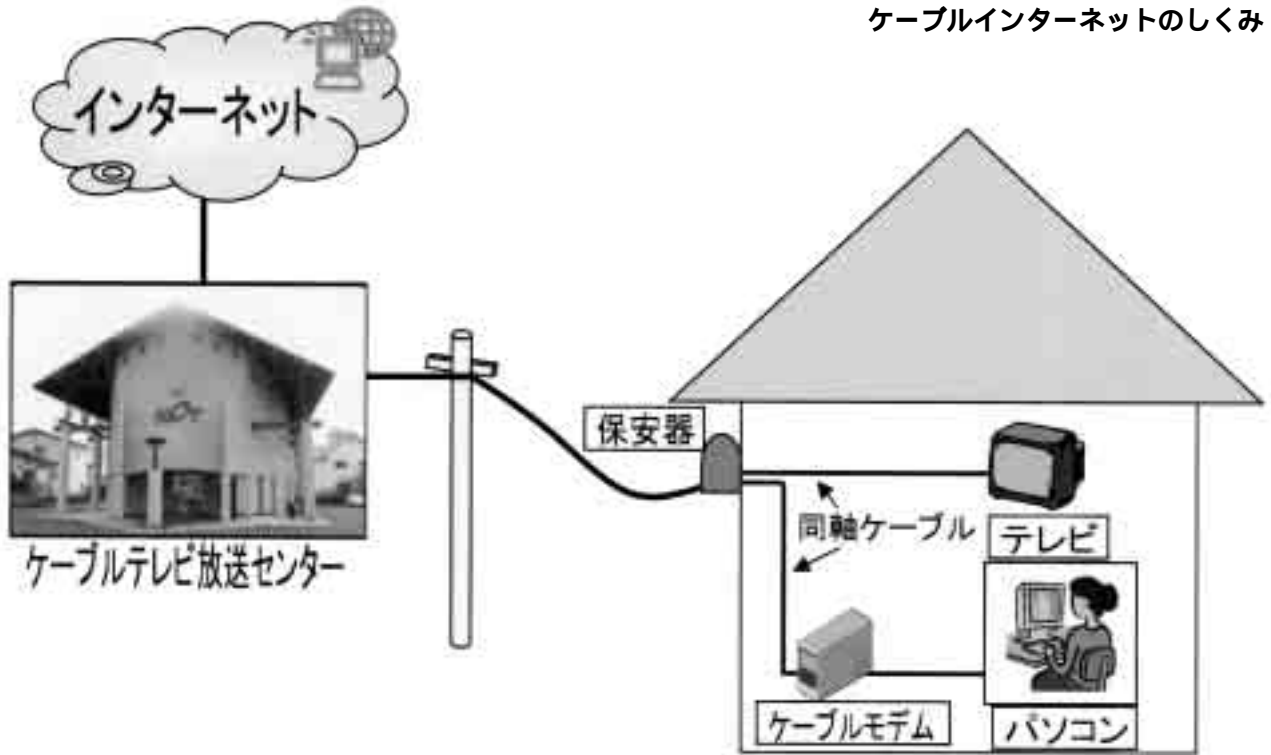 ケーブルインターネットのしくみ
インターネット
ケーブルテレビ放送センター
保安器
同軸ケーブル
テレビ
ケーブルモデム
パソコン